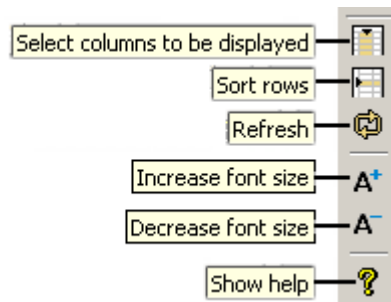 Select columns to be displayed
Sort rows
Refresh
Increase font size
A+
Decrease font size
A-
Show help
?